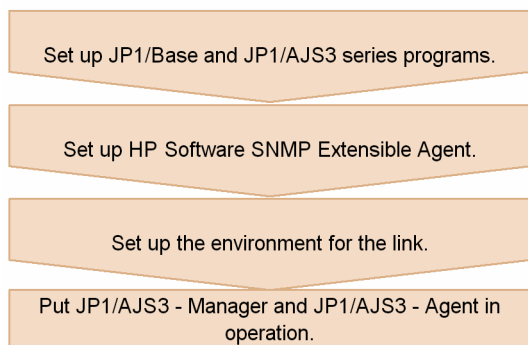 Set up JP1/Base and JP1/AJS3 series programs.
Set up HP Software SNMP Extensible Agent.
Set up the environment for the link.
Put JP1/AJS3 - Manager and JP1/AJS3 - Agent in
operation.